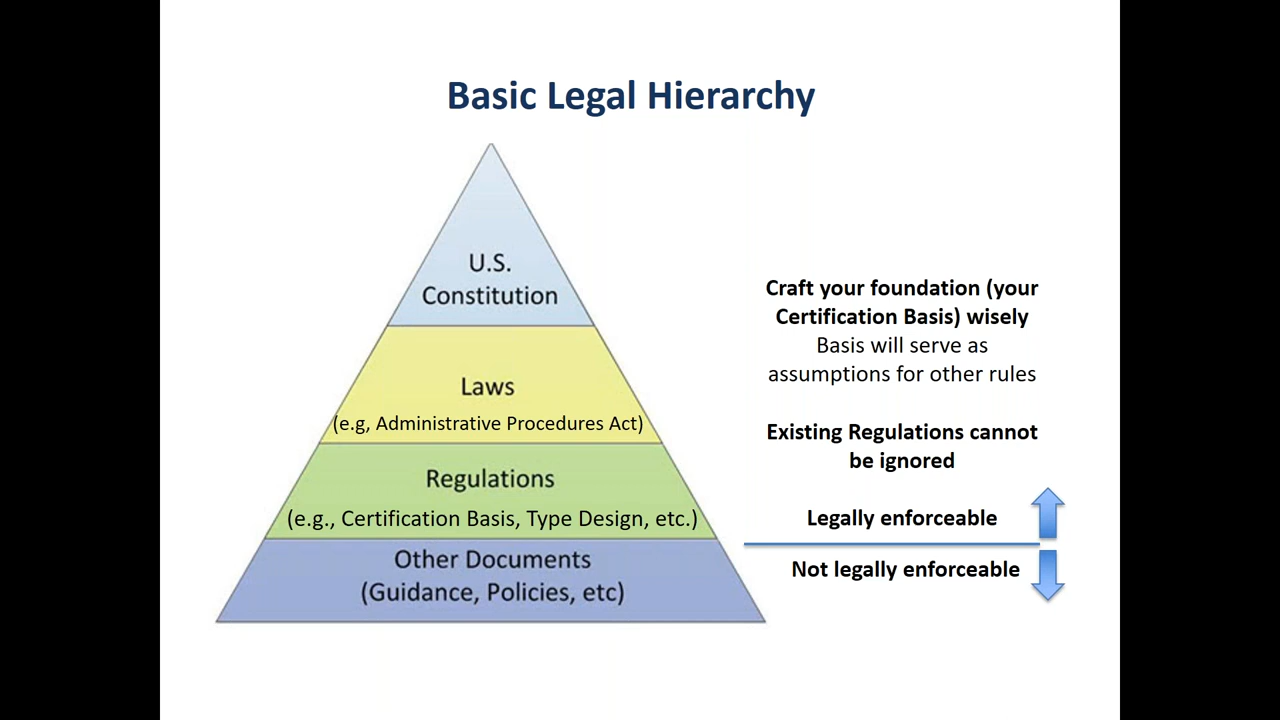 Basic Legal Hierarchy
U.S.
Constitution
Laws
(e.g, Administrative Procedures Act)
Regulations
(e.g., Certification Basis, Type Design, etc.)
Other Documents
(Guidance, Policies, etc)
Craft your foundation (your
Certification Basis) wisely
Basis will serve as
assumptions for other rules
Existing Regulations cannot
be ignored
Legally enforceable
Not legally enforceable